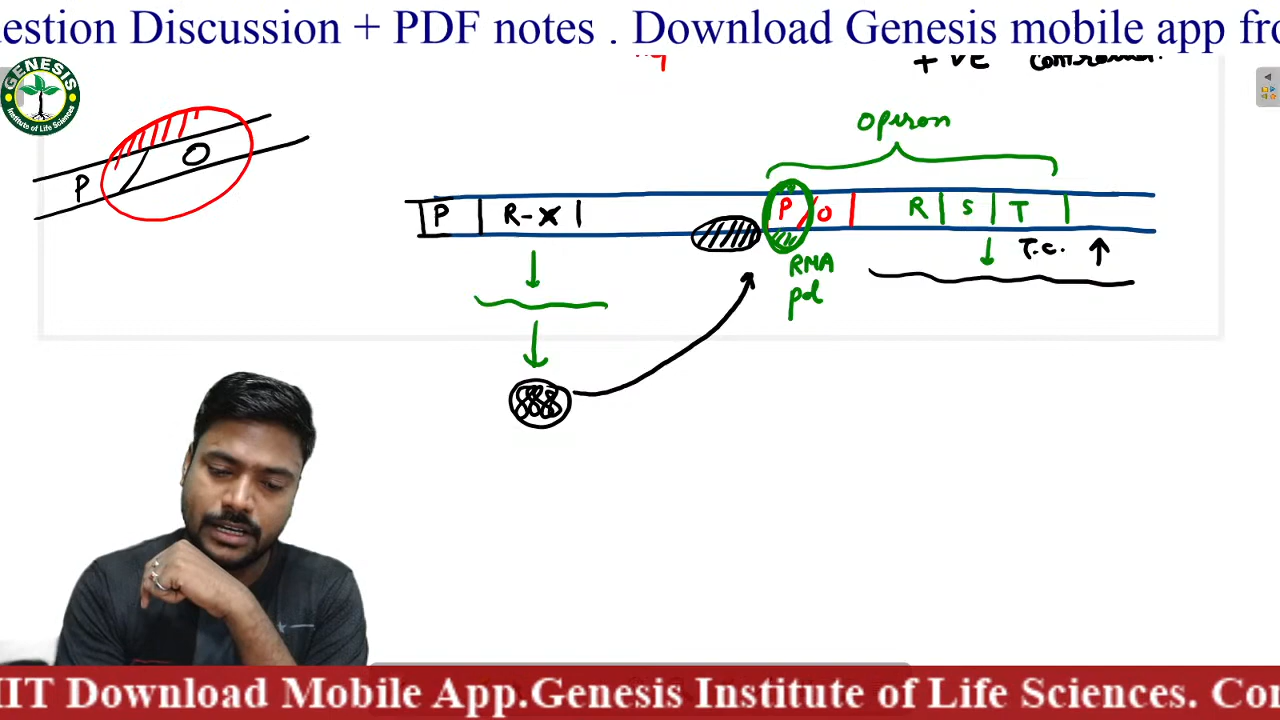 estion Discussion + PDF notes . Download Genesis mobile app fro
GENESIS
Institute of Life Sciences
+ ve
Operon
P O
P R-X P/O R S T
T.C. ↑
RNA
pol
IIT Download Mobile App.Genesis Institute of Life Sciences. Con